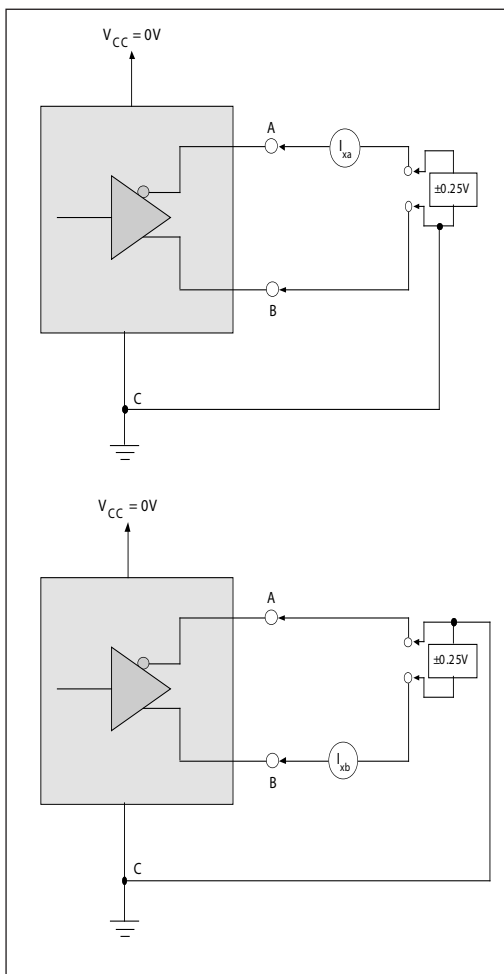 V_CC = 0V
A
I_xa
±0.25V
B
C
V_CC = 0V
A
±0.25V
I_xb
B
C